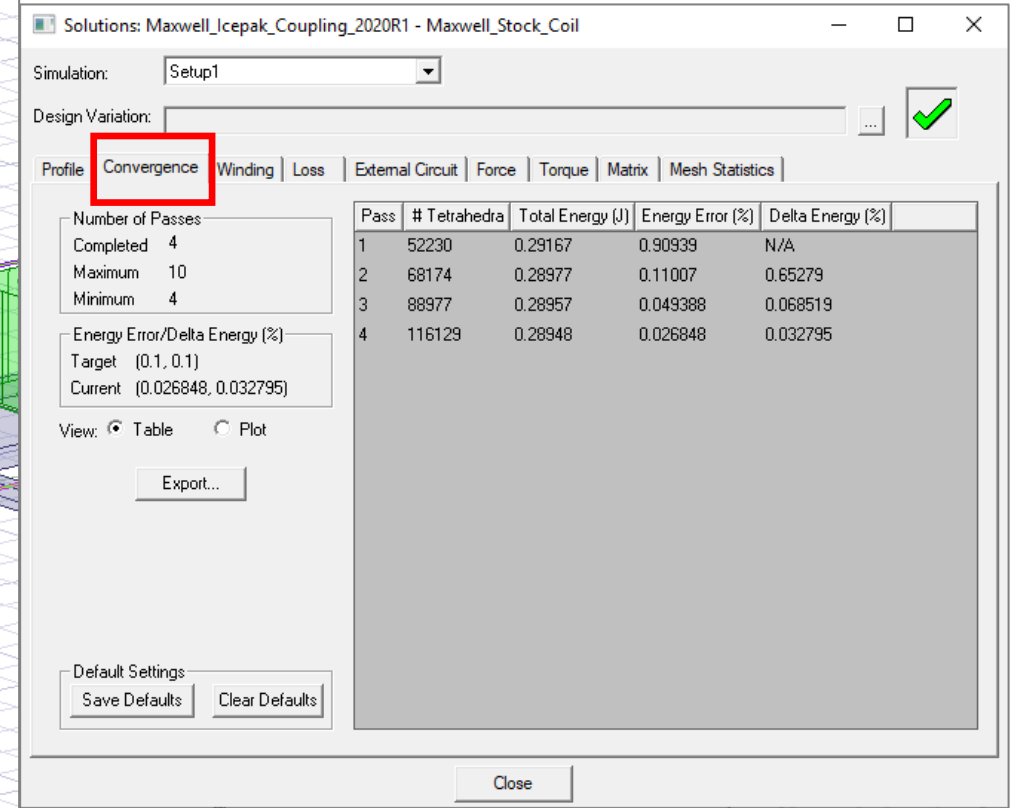 Solutions: Maxwell_Icepak_Coupling_2020R1 - Maxwell_Stock_Coil
Simulation: Setup1
Design Variation: ...
Profile Convergence Winding Loss External Circuit Force Torque Matrix Mesh Statistics
Number of Passes
Completed 4
Maximum 10
Minimum 4
Energy Error/Delta Energy (%)
Target (0.1, 0.1)
Current (0.026848, 0.032795)
View: Table Plot
Export...
Default Settings
Save Defaults Clear Defaults
Pass # Tetrahedra Total Energy (J) Energy Error (%) Delta Energy (%)
1 52230 0.29167 0.90939 N/A
2 68174 0.28977 0.11007 0.65279
3 88977 0.28957 0.049388 0.068519
4 116129 0.28948 0.026848 0.032795
Close